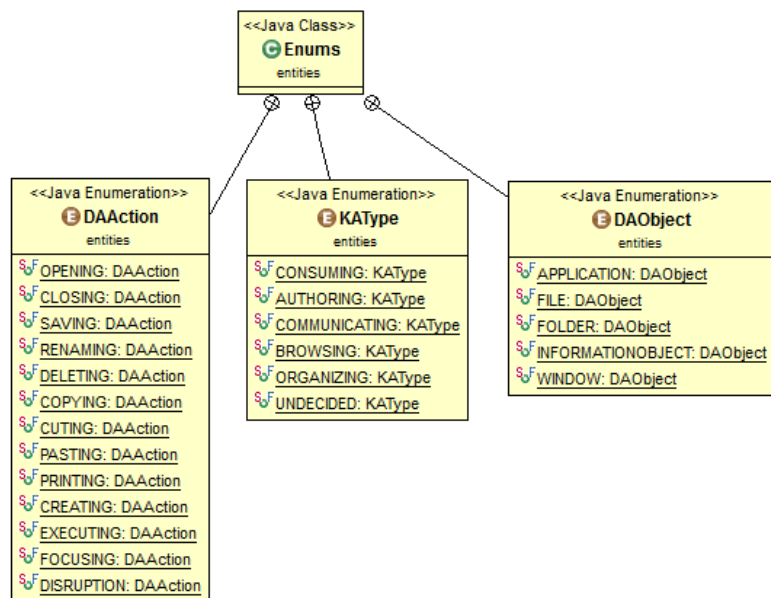 <<Java Class>>
Enums
entities
<<Java Enumeration>>
DAAction
entities
OPENING: DAAction
CLOSING: DAAction
SAVING: DAAction
RENAMING: DAAction
DELETING: DAAction
COPYING: DAAction
CUTING: DAAction
PASTING: DAAction
PRINTING: DAAction
CREATING: DAAction
EXECUTING: DAAction
FOCUSING: DAAction
DISRUPTION: DAAction
<<Java Enumeration>>
KAType
entities
CONSUMING: KAType
AUTHORING: KAType
COMMUNICATING: KAType
BROWSING: KAType
ORGANIZING: KAType
UNDECIDED: KAType
<<Java Enumeration>>
DAObject
entities
APPLICATION: DAObject
FILE: DAObject
FOLDER: DAObject
INFORMATIONOBJECT: DAObject
WINDOW: DAObject